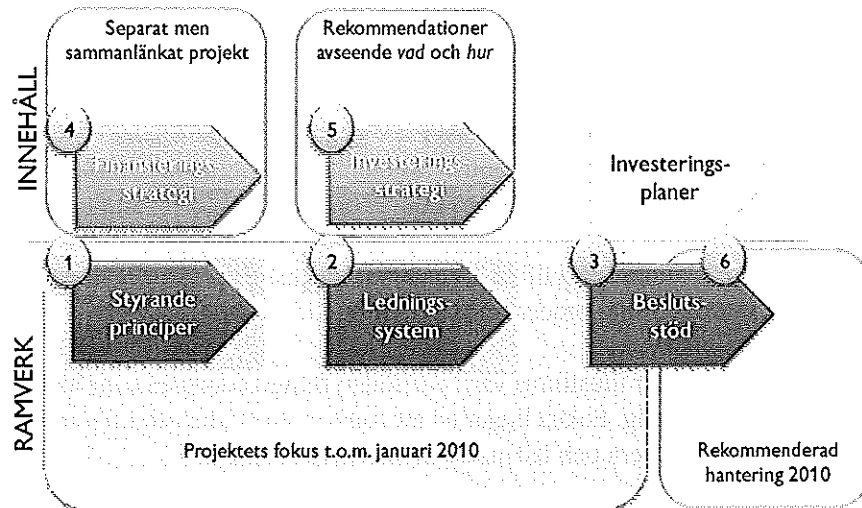 INNEHÅLL
Separat men
sammanlänkat projekt
4
Finansierings
strategi
Rekommendationer
avseende vad och hur
5
Investerings
strategi
Investerings-
planer
RAMVERK
1
Styrande
principer
2
Lednings-
system
3
6
Besluts-
stöd
Projektets fokus t.o.m. januari 2010
Rekommenderad
hantering 2010